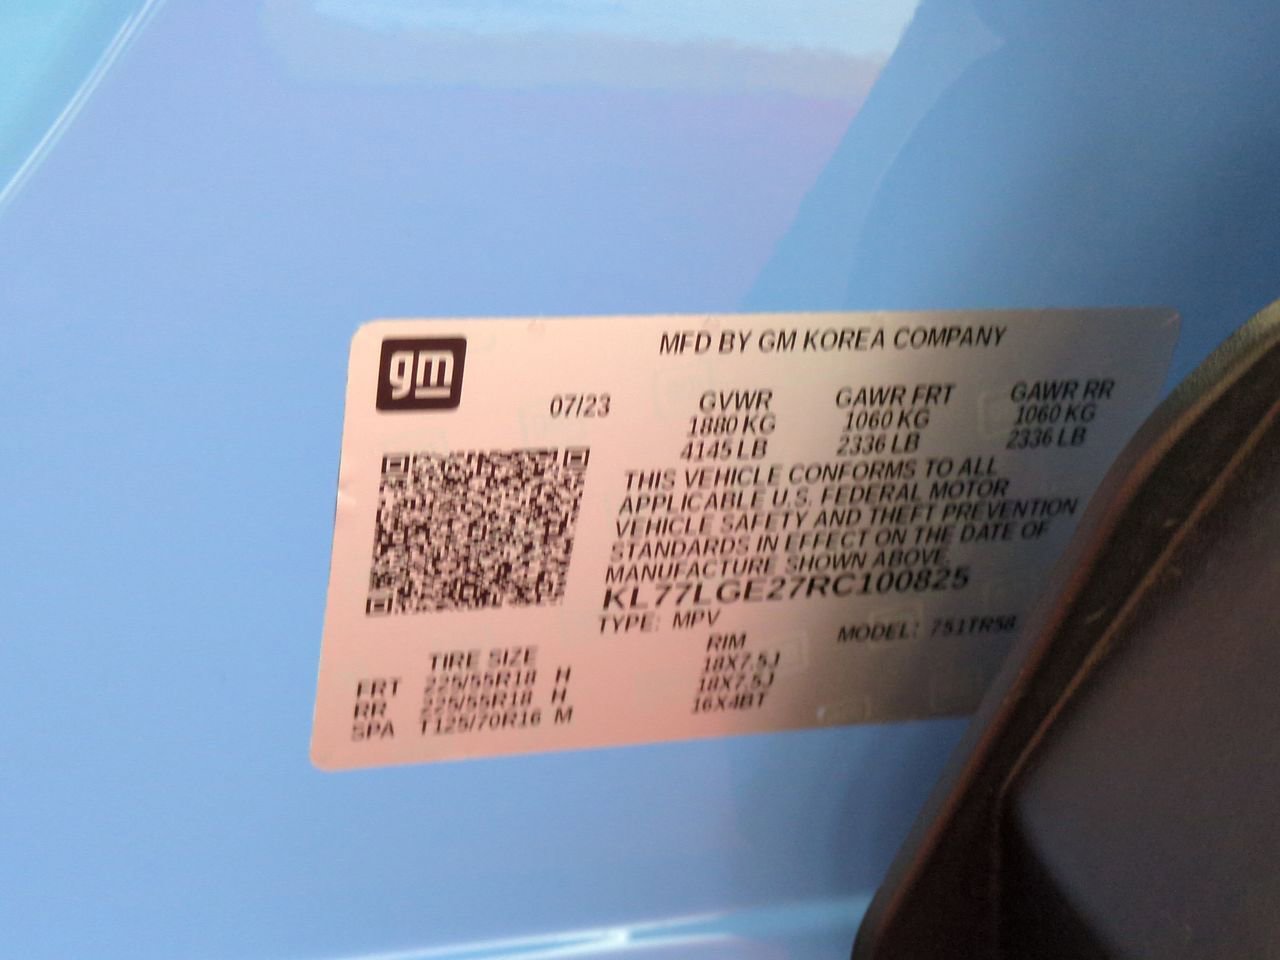 gm
MFD BY GM KOREA COMPANY
07/23 GVWR GAWR FRT GAWR RR
1880 KG 1060 KG 1060 KG
4145 LB 2336 LB 2336 LB
THIS VEHICLE CONFORMS TO ALL
APPLICABLE U.S. FEDERAL MOTOR
VEHICLE SAFETY AND THEFT PREVENTION
STANDARDS IN EFFECT ON THE DATE OF
MANUFACTURE SHOWN ABOVE.
KL77LGE27RC100825
TYPE: MPV MODEL: 751TR58
TIRE SIZE RIM
FRT 225/55R18 H 18X7.5J
RR 225/55R18 H 18X7.5J
SPA T125/70R16 M 16X4BT